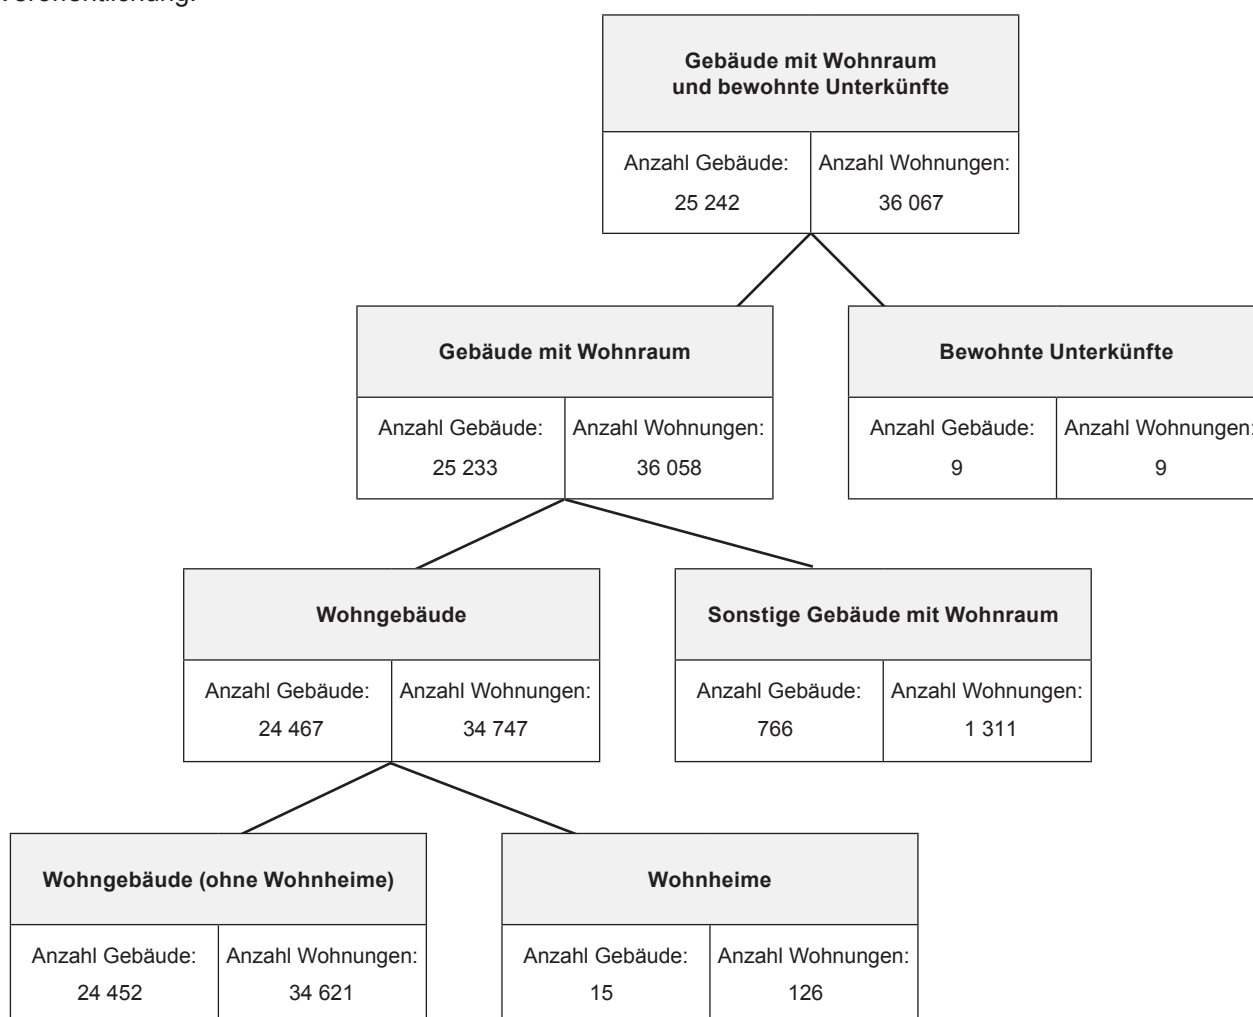 Veröffentlichung.
Gebäude mit Wohnraum
und bewohnte Unterkünfte
Anzahl Gebäude: Anzahl Wohnungen:
25 242 36 067
Gebäude mit Wohnraum Bewohnte Unterkünfte
Anzahl Gebäude: Anzahl Wohnungen: Anzahl Gebäude: Anzahl Wohnungen:
25 233 36 058 9 9
Wohngebäude Sonstige Gebäude mit Wohnraum
Anzahl Gebäude: Anzahl Wohnungen: Anzahl Gebäude: Anzahl Wohnungen:
24 467 34 747 766 1 311
Wohngebäude (ohne Wohnheime) Wohnheime
Anzahl Gebäude: Anzahl Wohnungen: Anzahl Gebäude: Anzahl Wohnungen:
24 452 34 621 15 126